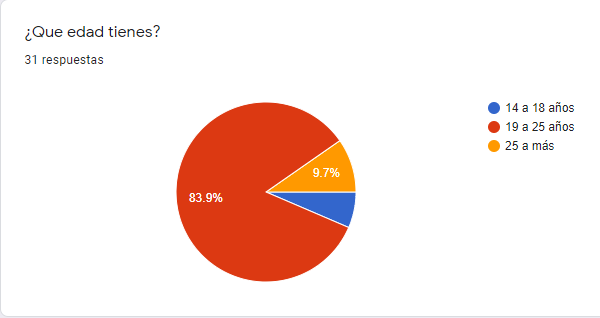 ¿Que edad tienes?
31 respuestas
14 a 18 años
19 a 25 años
25 a más
9.7%
83.9%